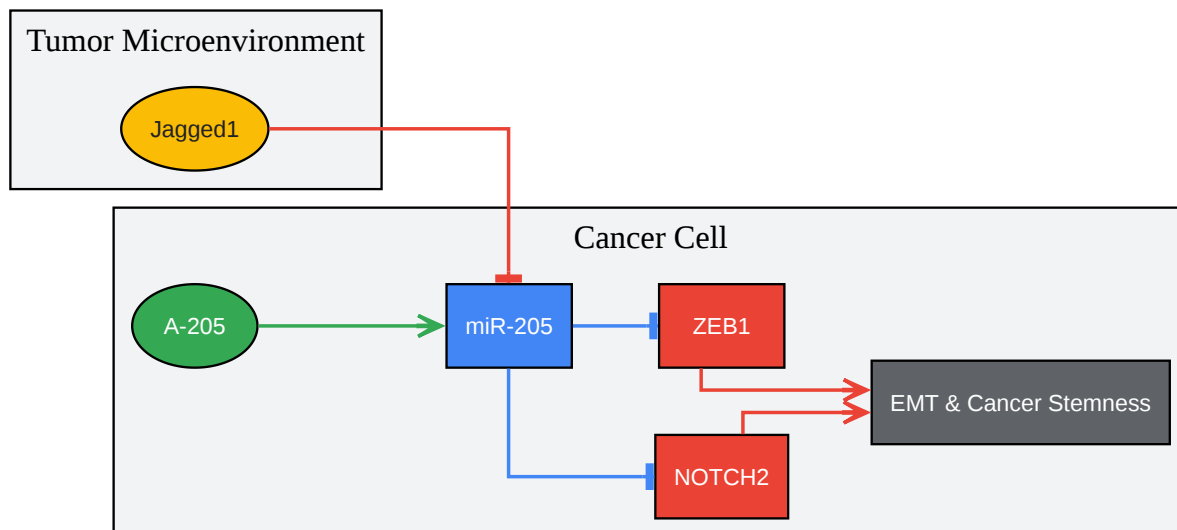 Tumor Microenvironment
Jagged1
Cancer Cell
A-205
miR-205
ZEB1
EMT & Cancer Stemness
NOTCH2